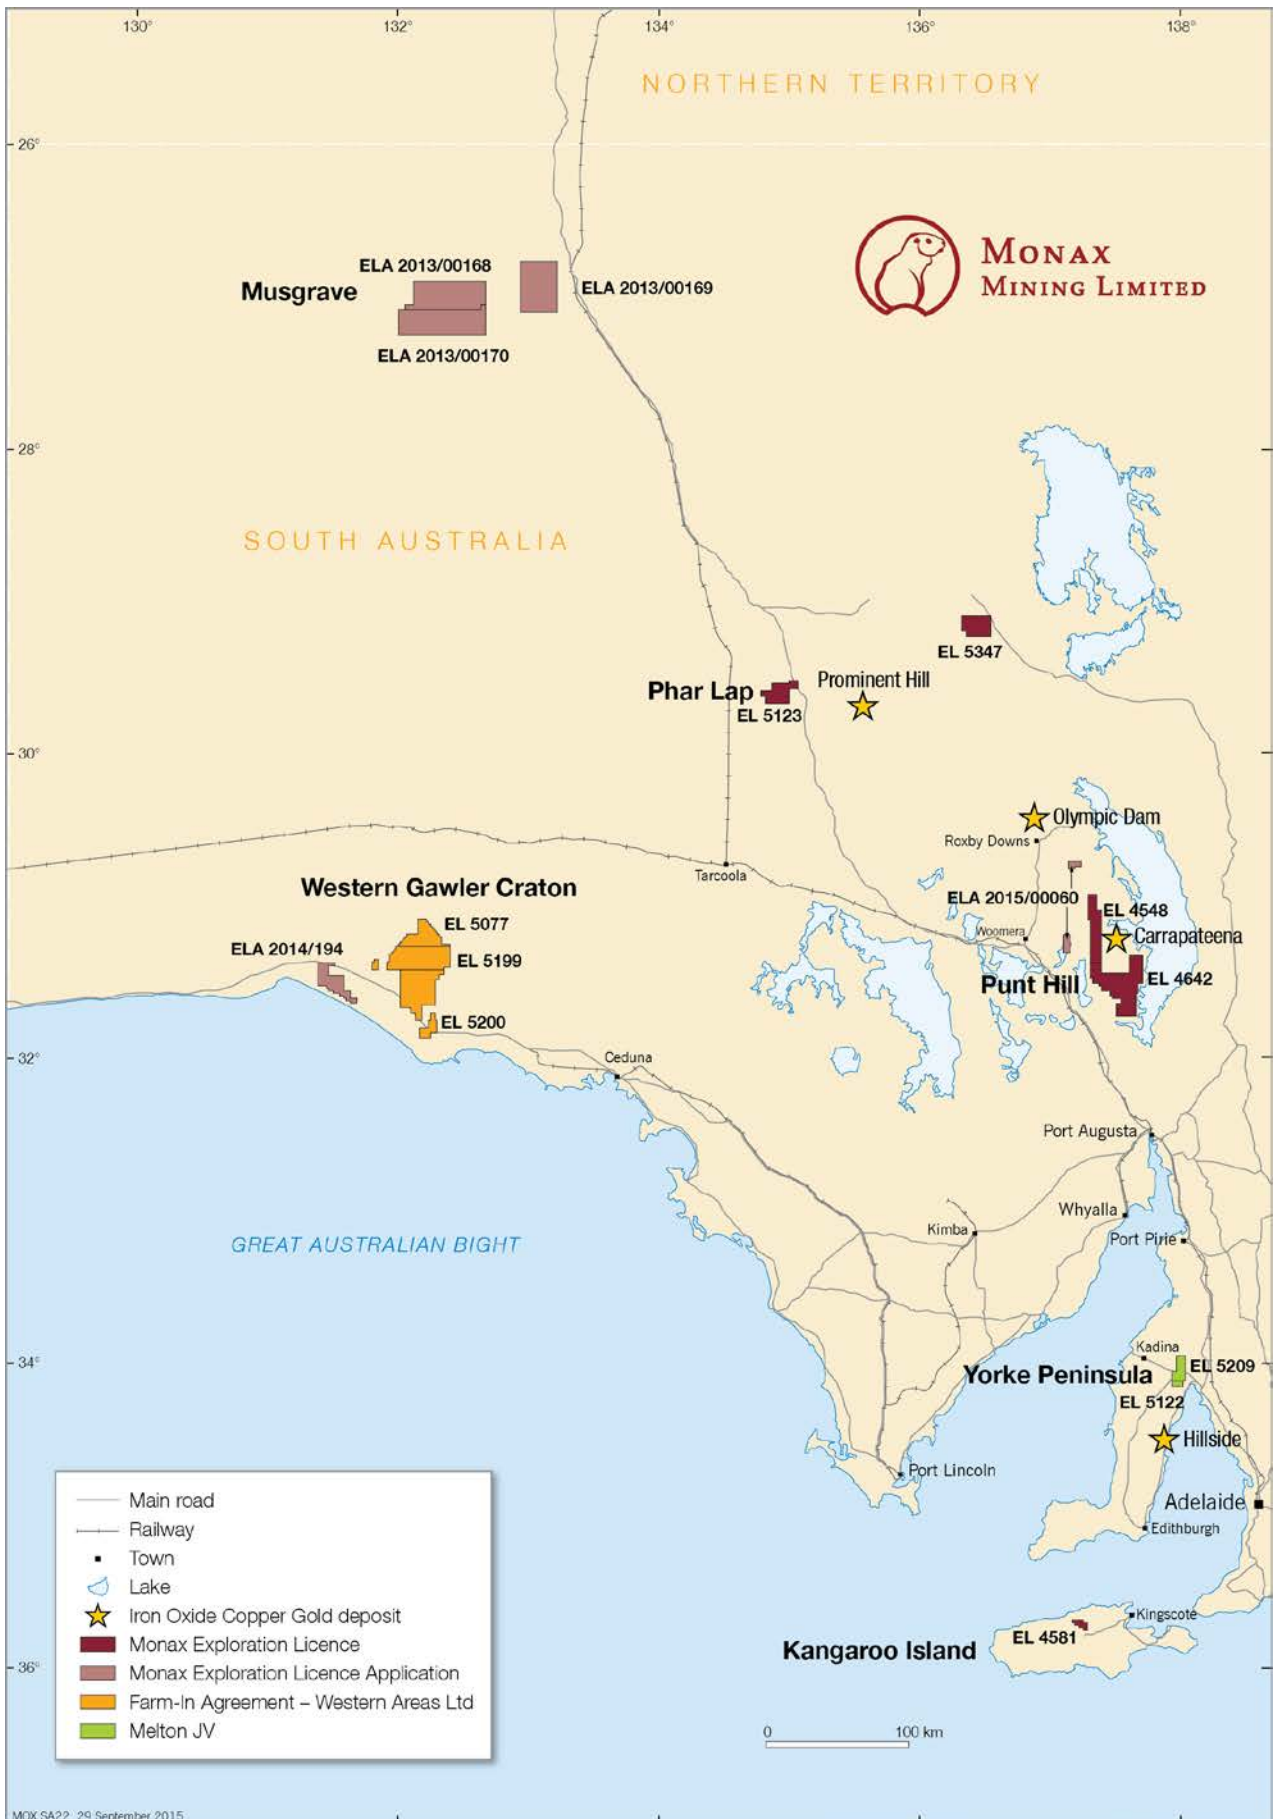 130°
132°
134°
136°
138°
NORTHERN TERRITORY
26°
MONAX
MINING LIMITED
ELA 2013/00168
Musgrave
ELA 2013/00169
ELA 2013/00170
28°
SOUTH AUSTRALIA
EL 5347
Prominent Hill
Phar Lap
EL 5123
30°
Olympic Dam
Roxby Downs
Tarcoola
Western Gawler Craton
ELA 2015/00060
EL 4548
EL 5077
Woomera
Carrapateena
ELA 2014/194
EL 5199
EL 4642
Punt Hill
EL 5200
32°
Ceduna
Port Augusta
Whyalla
Kimba
Port Pirie
GREAT AUSTRALIAN BIGHT
Kadina
34°
EL 5209
Yorke Peninsula
EL 5122
Hillside
Port Lincoln
Adelaide
Edithburgh
Main road
Railway
Town
Lake
Iron Oxide Copper Gold deposit
Monax Exploration Licence
Monax Exploration Licence Application
Farm-In Agreement – Western Areas Ltd
Melton JV
Kingscote
EL 4581
Kangaroo Island
36°
0
100 km
MOX SA22 29 September 2015